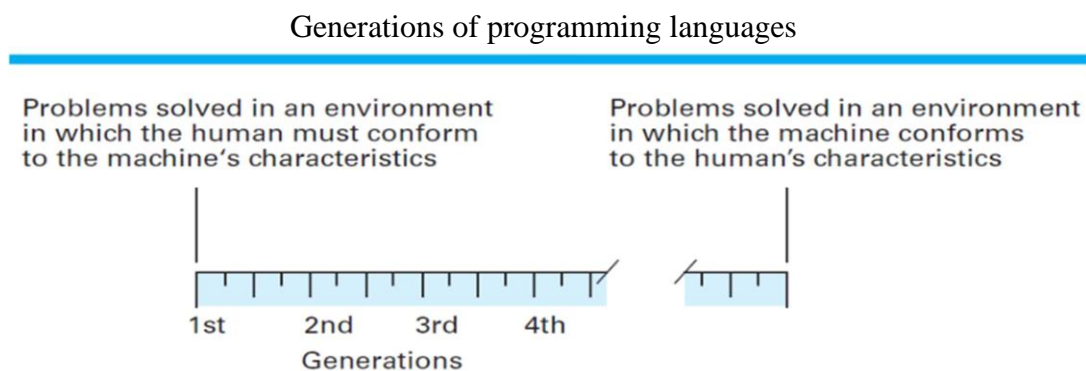 Generations of programming languages
Problems solved in an environment
in which the human must conform
to the machine‘s characteristics
Problems solved in an environment
in which the machine conforms
to the human’s characteristics
1st 2nd 3rd 4th
Generations